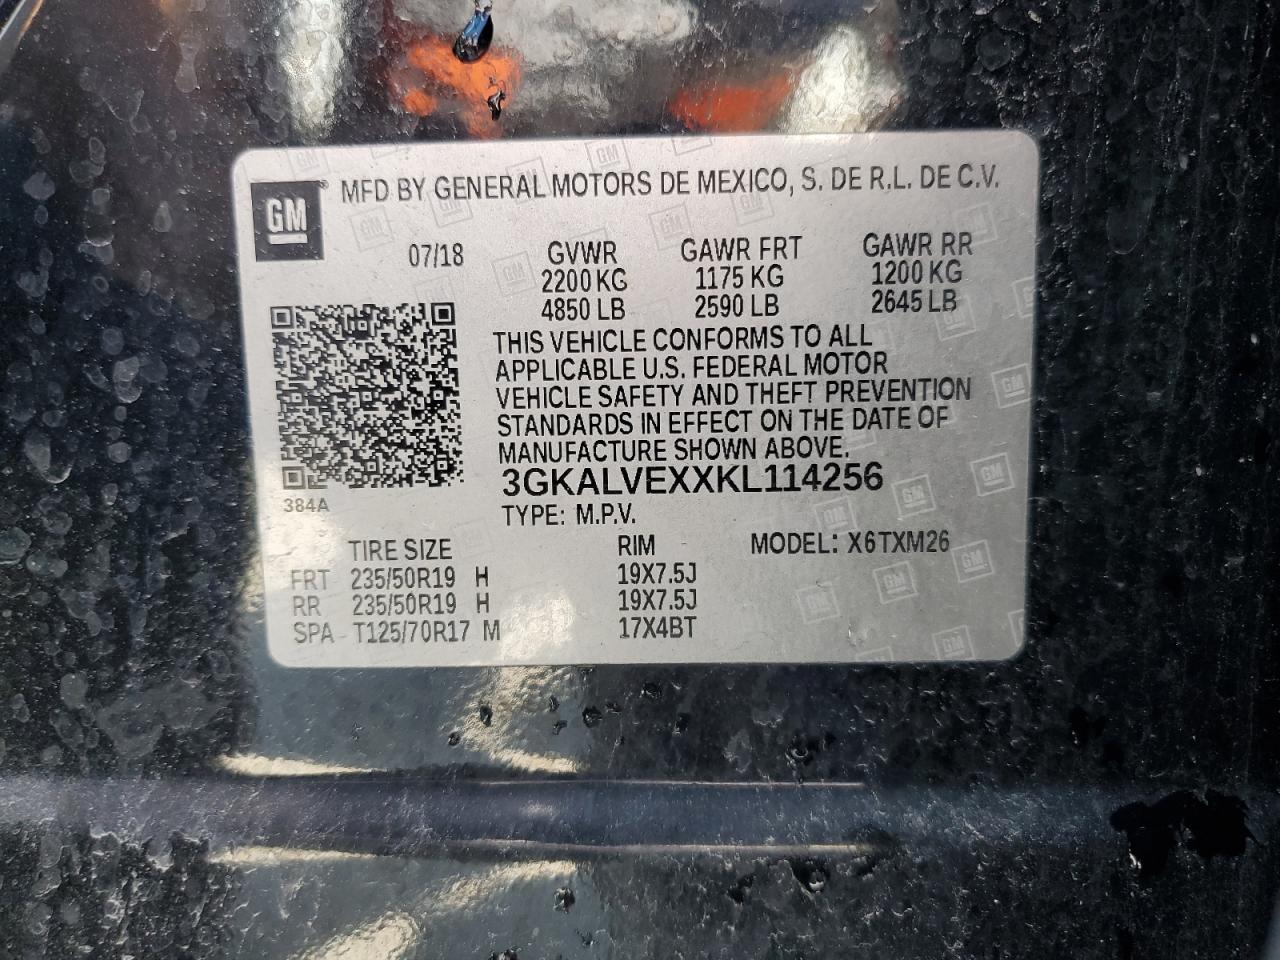 GM® MFD BY GENERAL MOTORS DE MEXICO, S. DE R.L. DE C.V.
07/18 GVWR GAWR FRT GAWR RR
2200 KG 1175 KG 1200 KG
4850 LB 2590 LB 2645 LB
THIS VEHICLE CONFORMS TO ALL
APPLICABLE U.S. FEDERAL MOTOR
VEHICLE SAFETY AND THEFT PREVENTION
STANDARDS IN EFFECT ON THE DATE OF
MANUFACTURE SHOWN ABOVE.
3GKALVEXXKL114256
384A
TYPE: M.P.V.
TIRE SIZE RIM MODEL: X6TXM26
FRT 235/50R19 H 19X7.5J
RR 235/50R19 H 19X7.5J
SPA T125/70R17 M 17X4BT